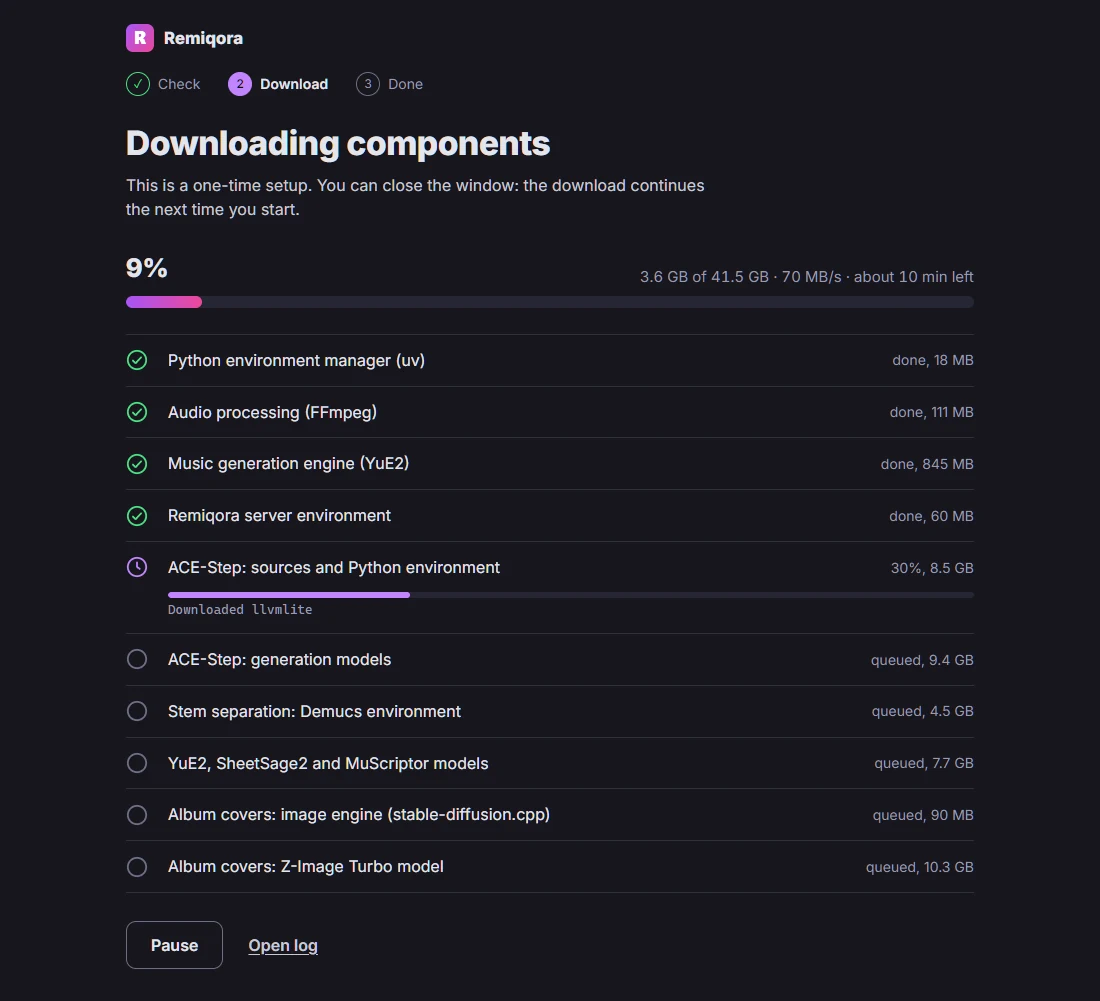 R Remiqora
✓ Check 2 Download 3 Done
Downloading components
This is a one-time setup. You can close the window: the download continues
the next time you start.
9% 3.6 GB of 41.5 GB · 70 MB/s · about 10 min left
Python environment manager (uv) done, 18 MB
Audio processing (FFmpeg) done, 111 MB
Music generation engine (YuE2) done, 845 MB
Remiqora server environment done, 60 MB
ACE-Step: sources and Python environment 30%, 8.5 GB
Downloaded llvmlite
ACE-Step: generation models queued, 9.4 GB
Stem separation: Demucs environment queued, 4.5 GB
YuE2, SheetSage2 and MuScriptor models queued, 7.7 GB
Album covers: image engine (stable-diffusion.cpp) queued, 90 MB
Album covers: Z-Image Turbo model queued, 10.3 GB
Pause Open log